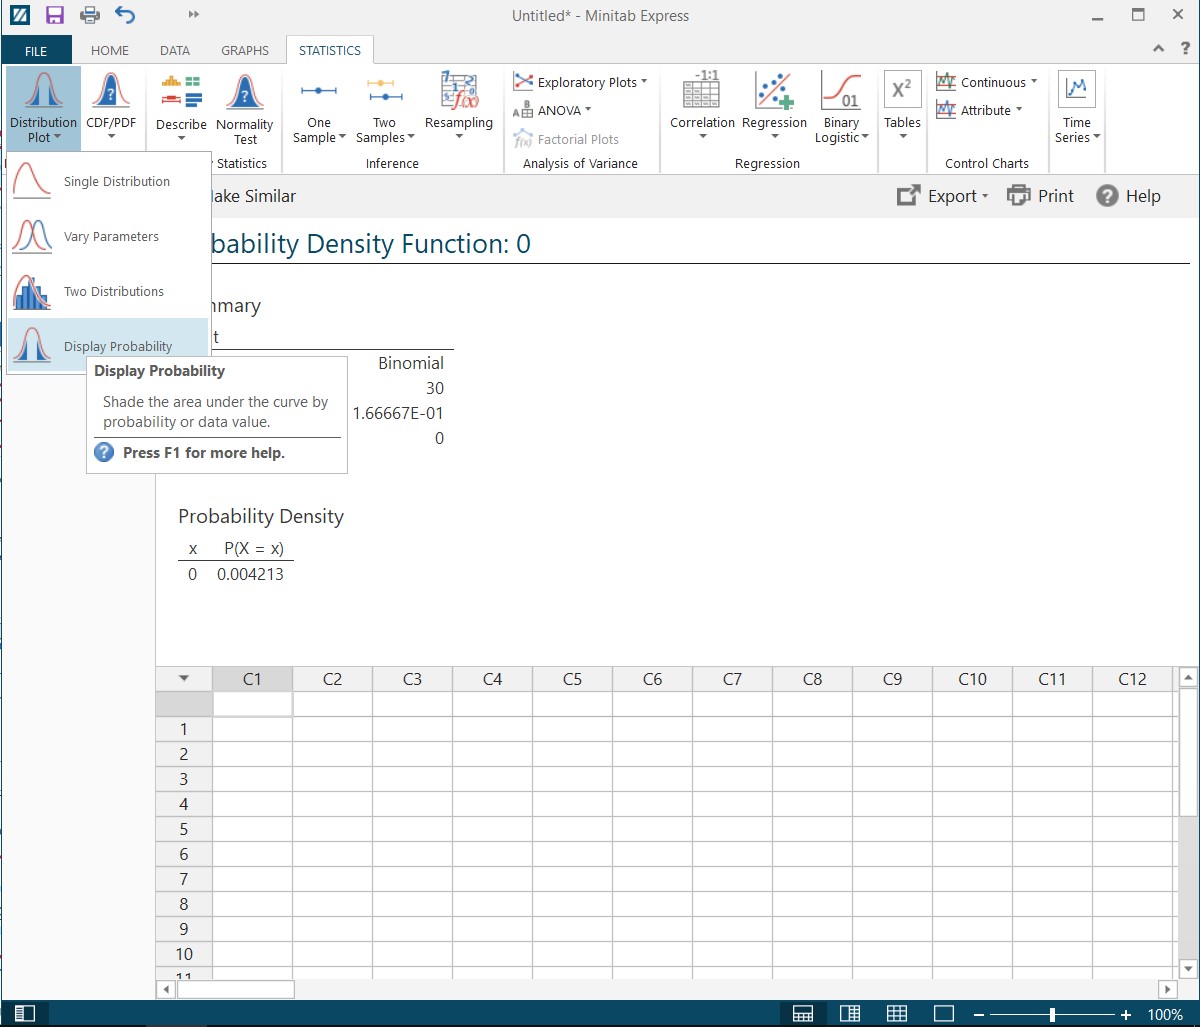 Untitled* - Minitab Express
FILE HOME DATA GRAPHS STATISTICS
Distribution Plot
CDF/PDF
Describe
Normality Test
Statistics
One Sample
Two Samples
Resampling
Inference
Exploratory Plots
ANOVA
Factorial Plots
Analysis of Variance
Correlation
Regression
Binary Logistic
01
Regression
X²
Tables
Continuous
Attribute
Control Charts
Time Series
Single Distribution
Vary Parameters
Two Distributions
Display Probability
Display Probability
Shade the area under the curve by
probability or data value.
Press F1 for more help.
ake Similar
Export Print Help
bability Density Function: 0
mmary
t
Binomial
30
1.66667E-01
0
Probability Density
x P(X = x)
0 0.004213
C1 C2 C3 C4 C5 C6 C7 C8 C9 C10 C11 C12
1
2
3
4
5
6
7
8
9
10
11
100%